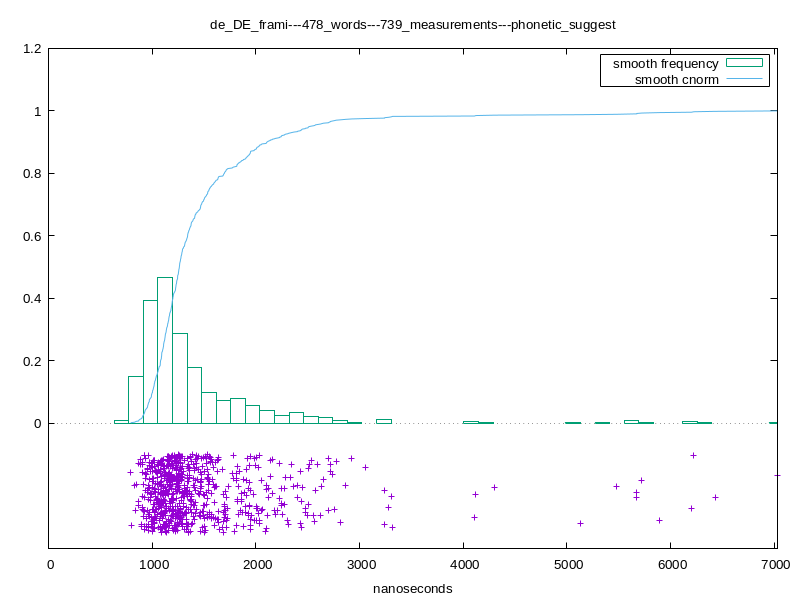 de_DE_frami---478_words---739_measurements---phonetic_suggest
smooth frequency
smooth cnorm
1.2
1
0.8
0.6
0.4
0.2
0
0 1000 2000 3000 4000 5000 6000 7000
nanoseconds